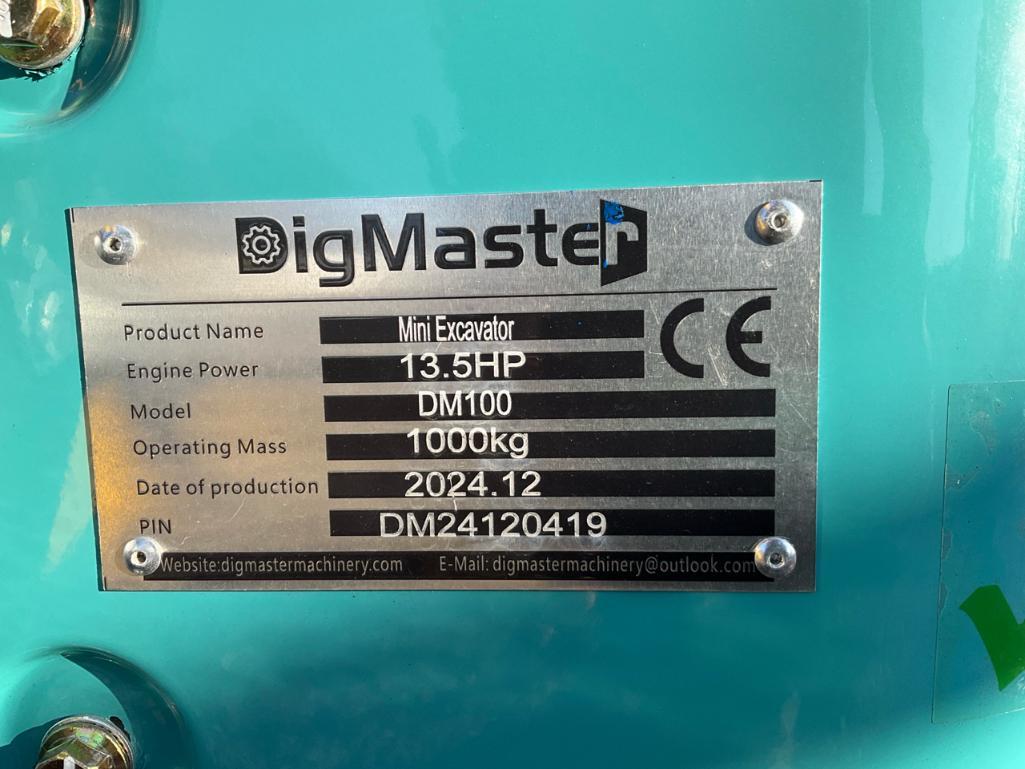 DigMaster
Product Name Mini Excavator
Engine Power 13.5HP
CE
Model DM100
Operating Mass 1000kg
Date of production 2024.12
PIN DM24120419
Website:digmastermachinery.com E-Mail: digmastermachinery@outlook.com